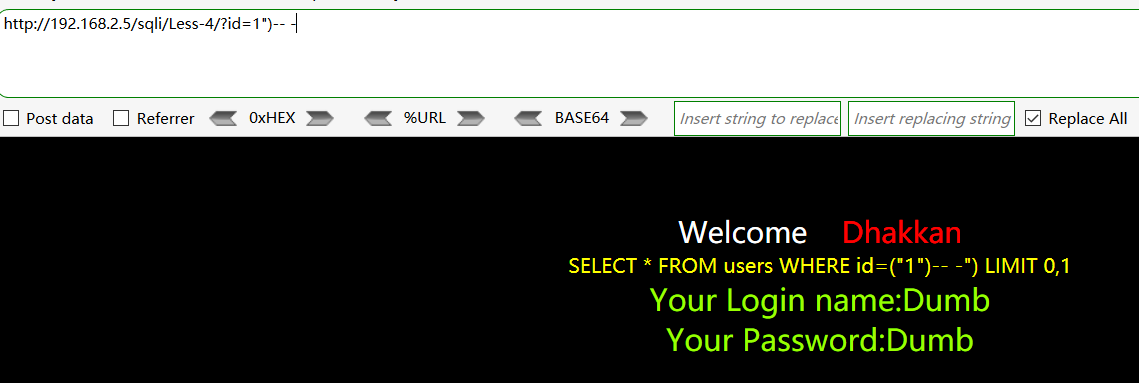 http://192.168.2.5/sqli/Less-4/?id=1")-- -
Post data Referrer 0xHEX %URL BASE64 Insert string to replace Insert replacing string Replace All
Welcome Dhakkan
SELECT * FROM users WHERE id=("1")-- -") LIMIT 0,1
Your Login name:Dumb
Your Password:Dumb